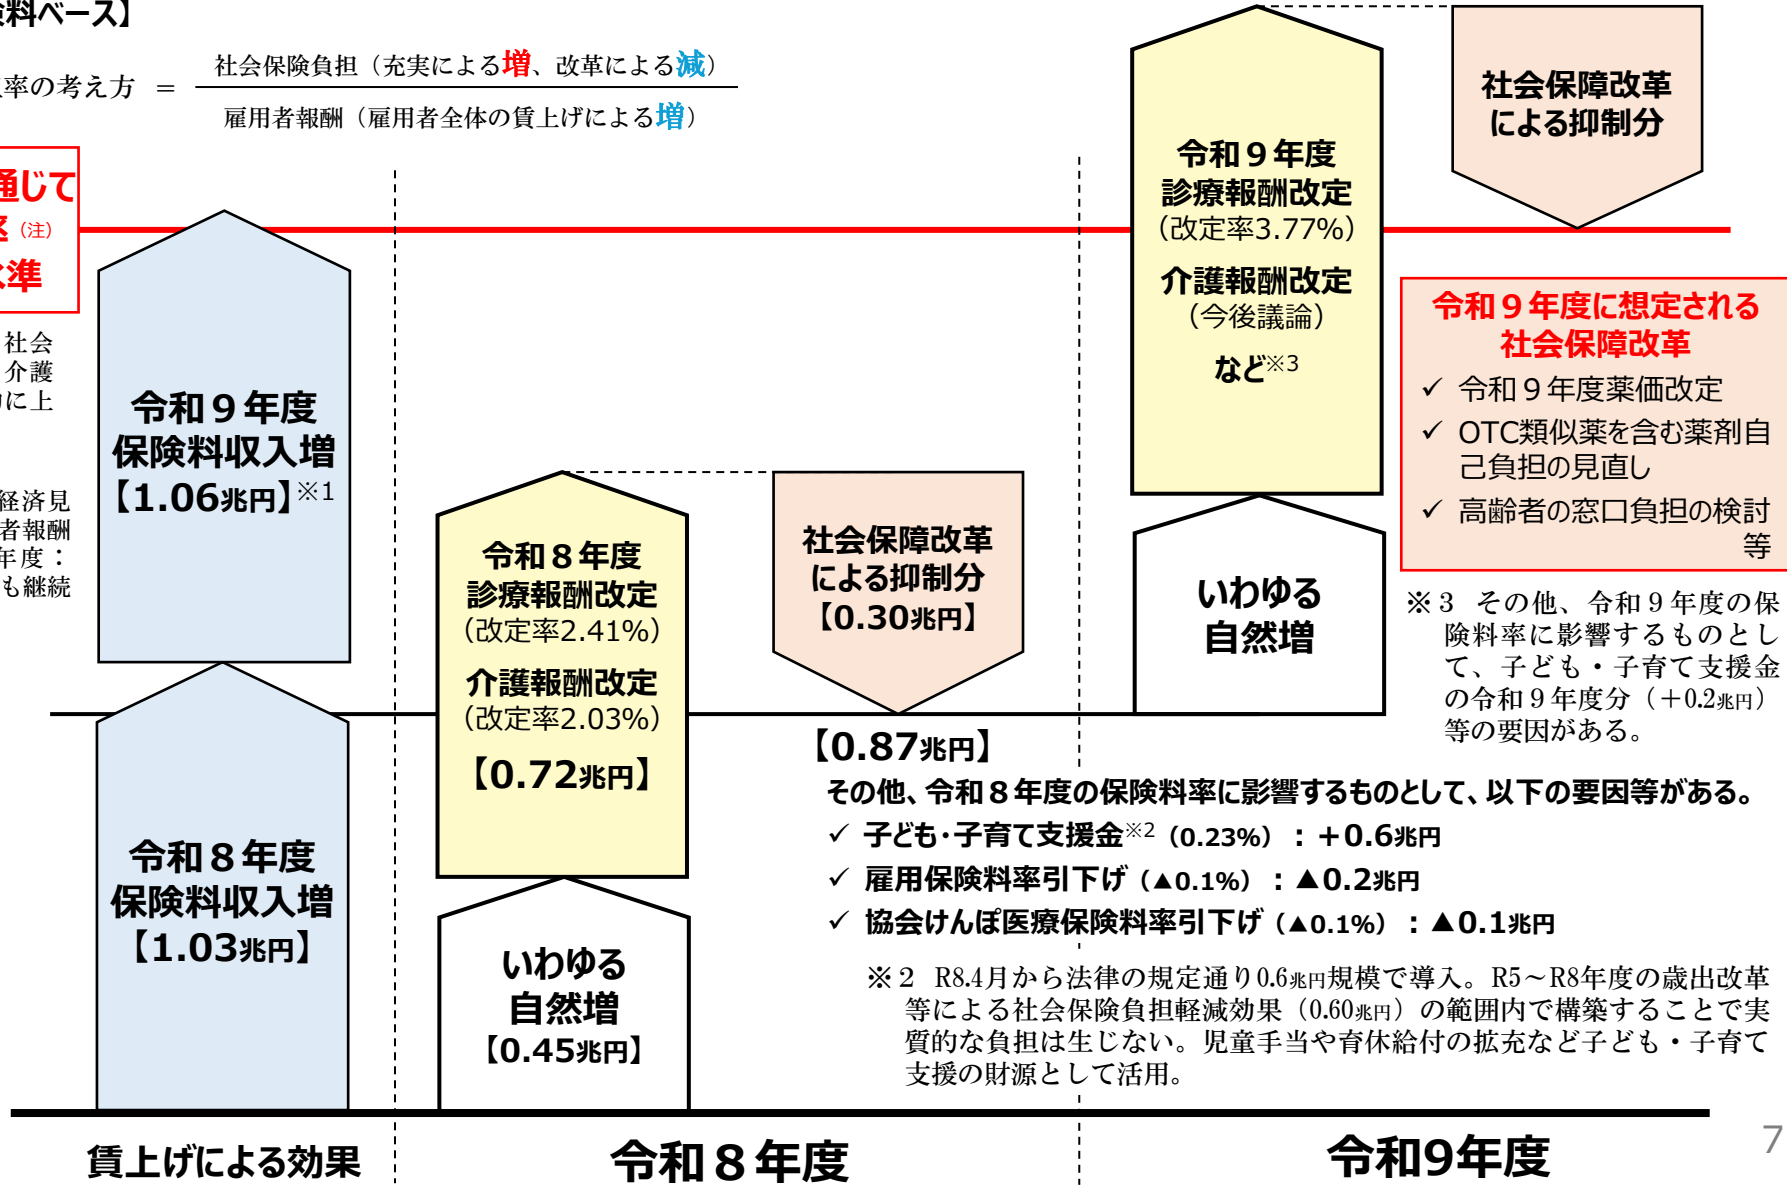 険料ベース】
率の考え方 ＝
社会保険負担（充実による増、改革による減）
雇用者報酬（雇用者全体の賃上げによる増）
通じて
率（注）
水準
社会
介護
に上
経済見
者報酬
年度：
も継続
令和９年度
保険料収入増
【1.06兆円】※1
令和８年度
保険料収入増
【1.03兆円】
令和８年度
診療報酬改定
（改定率2.41%）
介護報酬改定
（改定率2.03%）
【0.72兆円】
いわゆる
自然増
【0.45兆円】
社会保障改革
による抑制分
【0.30兆円】
【0.87兆円】
令和９年度
診療報酬改定
（改定率3.77%）
介護報酬改定
（今後議論）
など※3
いわゆる
自然増
社会保障改革
による抑制分
令和９年度に想定される
社会保障改革
✓ 令和９年度薬価改定
✓ OTC類似薬を含む薬剤自
己負担の見直し
✓ 高齢者の窓口負担の検討
等
※３ その他、令和９年度の保
険料率に影響するものとし
て、子ども・子育て支援金
の令和９年度分（＋0.2兆円）
等の要因がある。
その他、令和８年度の保険料率に影響するものとして、以下の要因等がある。
✓ 子ども・子育て支援金※2（0.23%）：＋0.6兆円
✓ 雇用保険料率引下げ（▲0.1%）：▲0.2兆円
✓ 協会けんぽ医療保険料率引下げ（▲0.1%）：▲0.1兆円
※２ R8.4月から法律の規定通り0.6兆円規模で導入。R5～R8年度の歳出改革
等による社会保険負担軽減効果（0.60兆円）の範囲内で構築することで実
質的な負担は生じない。児童手当や育休給付の拡充など子ども・子育て
支援の財源として活用。
賃上げによる効果
令和８年度
令和9年度
7